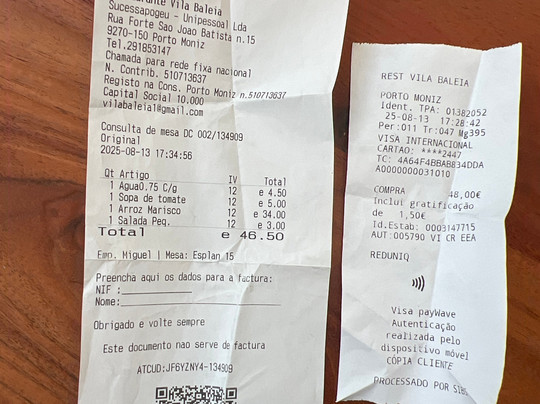 rante Vila Baleia
Sucessapogeu - Unipessoal Lda
Rua Forte Sao Joao Batista n.15
9270-150 Porto Moniz
Tel.291853147
Chamada para rede fixa nacional
N. Contrib. 510713637
Registo na Cons. Porto Moniz n.510713637
Capital Social 10.000
vilabaleia1@gmail.com
Consulta de mesa DC 002/134909
Original
2025-08-13 17:34:56
Qt Artigo IV Total
1 Agua0.75 C/g 12 e 4.50
1 Sopa de tomate 12 e 5.00
1 Arroz Marisco 12 e 34.00
1 Salada Peq. 12 e 3.00
Total e 46.50
Emp. Miguel | Mesa: Esplan 15
Preencha aqui os dados para a factura:
NIF :
Nome:
Obrigado e volte sempre
Este documento nao serve de factura
ATCUD:JF6YZNY4-134909
REST VILA BALEIA
PORTO MONIZ
Ident. TPA: 01382052
25-08-13 17:28:42
Per:011 Tr:047 Mg395
VISA INTERNACIONAL
CARTAO: ****2447
TC: 4A64F4BBAB834DDA
A0000000031010
COMPRA 48,00€
Inclui gratificação
de 1,50€
Id.Estab: 0003147715
AUT:005790 VI CR EEA
REDUNIQ
Visa payWave
Autenticação
realizada pelo
dispositivo móvel
CÓPIA CLIENTE
PROCESSADO POR SIBS